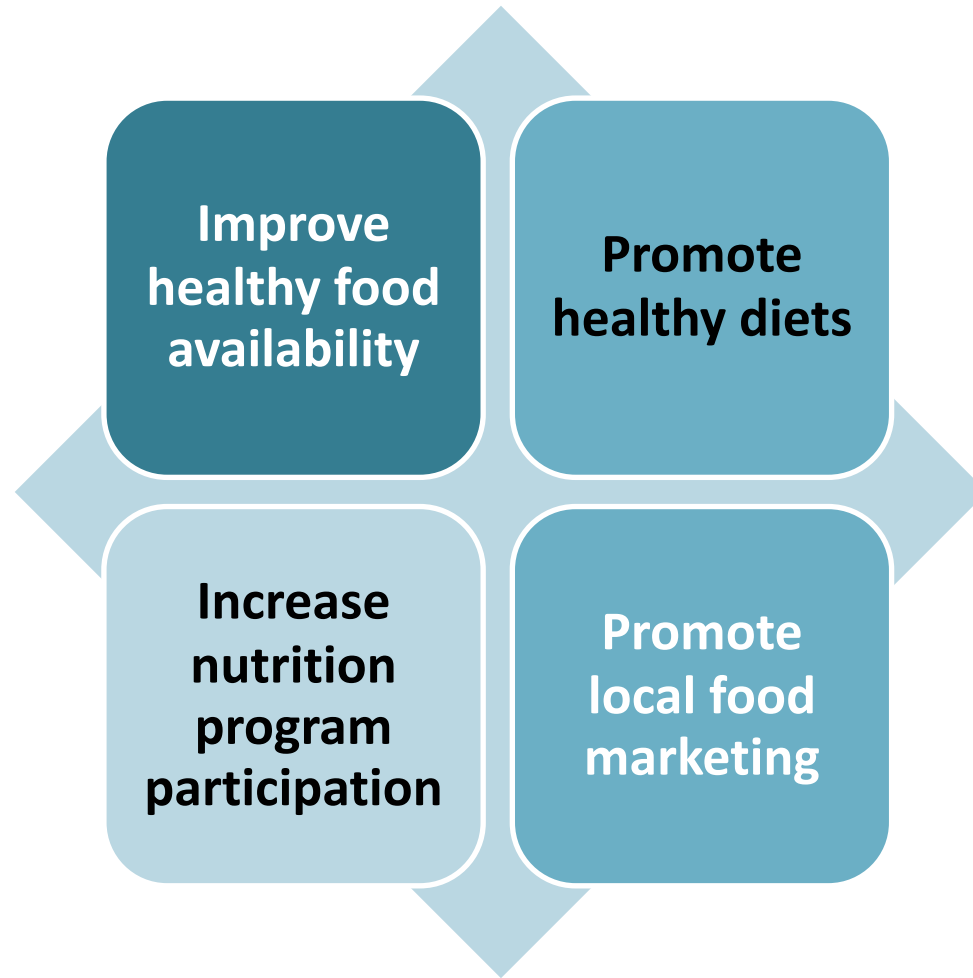 Improve
healthy food
availability
Promote
healthy diets
Increase
nutrition
program
participation
Promote
local food
marketing